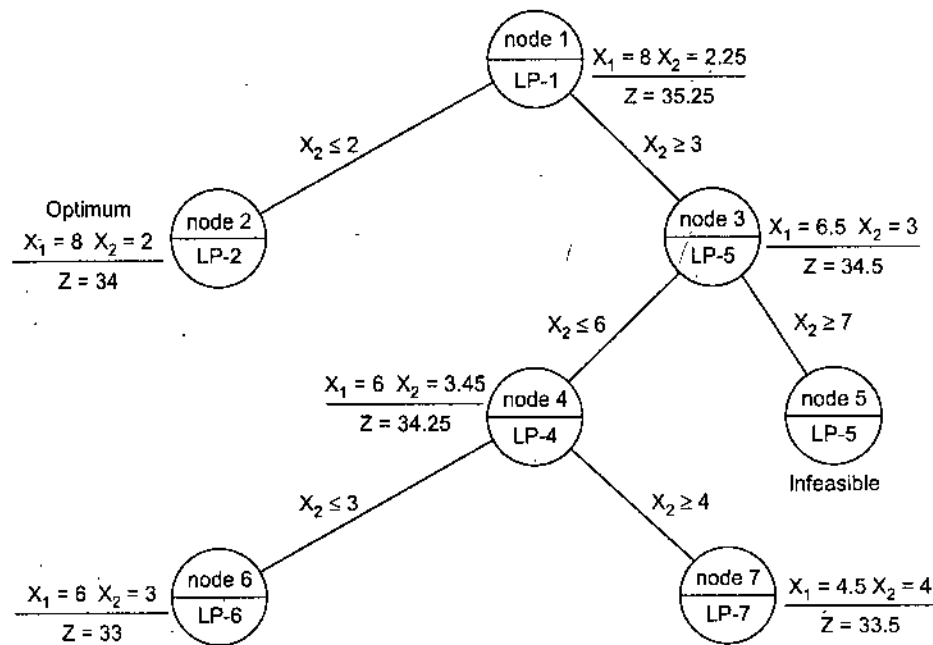 node 1
LP-1
X₁ = 8 X₂ = 2.25
Z = 35.25
X₂ ≤ 2
X₂ ≥ 3
Optimum
X₁ = 8 X₂ = 2
Z = 34
node 2
LP-2
node 3
LP-5
X₁ = 6.5 X₂ = 3
Z = 34.5
X₂ ≤ 6
X₂ ≥ 7
X₁ = 6 X₂ = 3.45
Z = 34.25
node 4
LP-4
node 5
LP-5
Infeasible
X₂ ≤ 3
X₂ ≥ 4
X₁ = 6 X₂ = 3
Z = 33
node 6
LP-6
node 7
LP-7
X₁ = 4.5 X₂ = 4
Z = 33.5